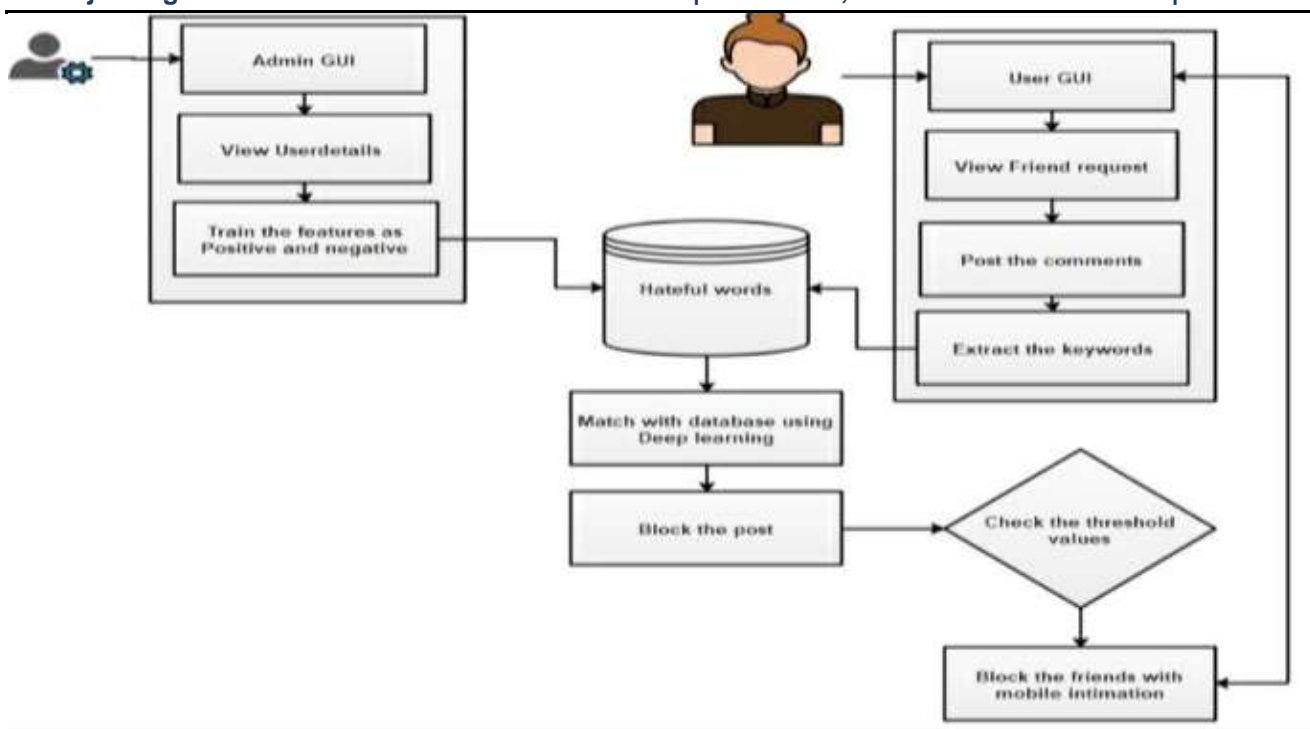 Admin GUI
View Userdetails
Train the features as
Positive and negative
User GUI
View Friend request
Post the comments
Extract the keywords
Hateful words
Match with database using
Deep learning
Block the post
Check the threshold
values
Block the friends with
mobile intimation